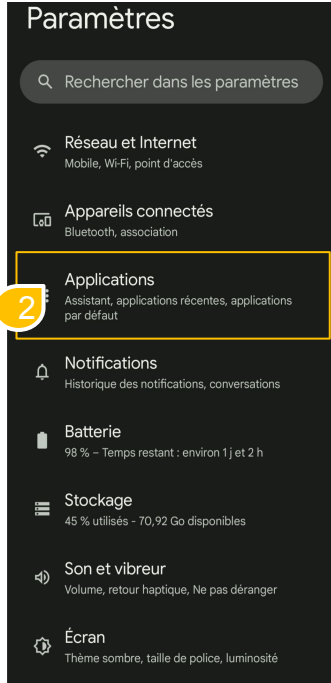 Paramètres
Rechercher dans les paramètres
Réseau et Internet
Mobile, Wi-Fi, point d'accès
Appareils connectés
Bluetooth, association
Applications
Assistant, applications récentes, applications
par défaut
2
Notifications
Historique des notifications, conversations
Batterie
98 % – Temps restant : environ 1 j et 2 h
Stockage
45 % utilisés - 70,92 Go disponibles
Son et vibreur
Volume, retour haptique, Ne pas déranger
Écran
Thème sombre, taille de police, luminosité